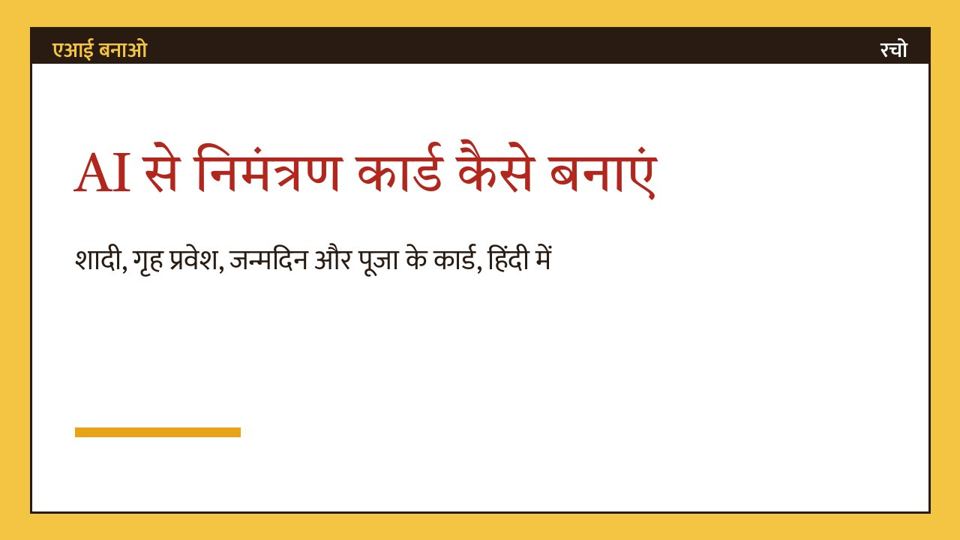 एआई बनाओ
रचो
AI से निमंत्रण कार्ड कैसे बनाएं
शादी, गृह प्रवेश, जन्मदिन और पूजा के कार्ड, हिंदी में